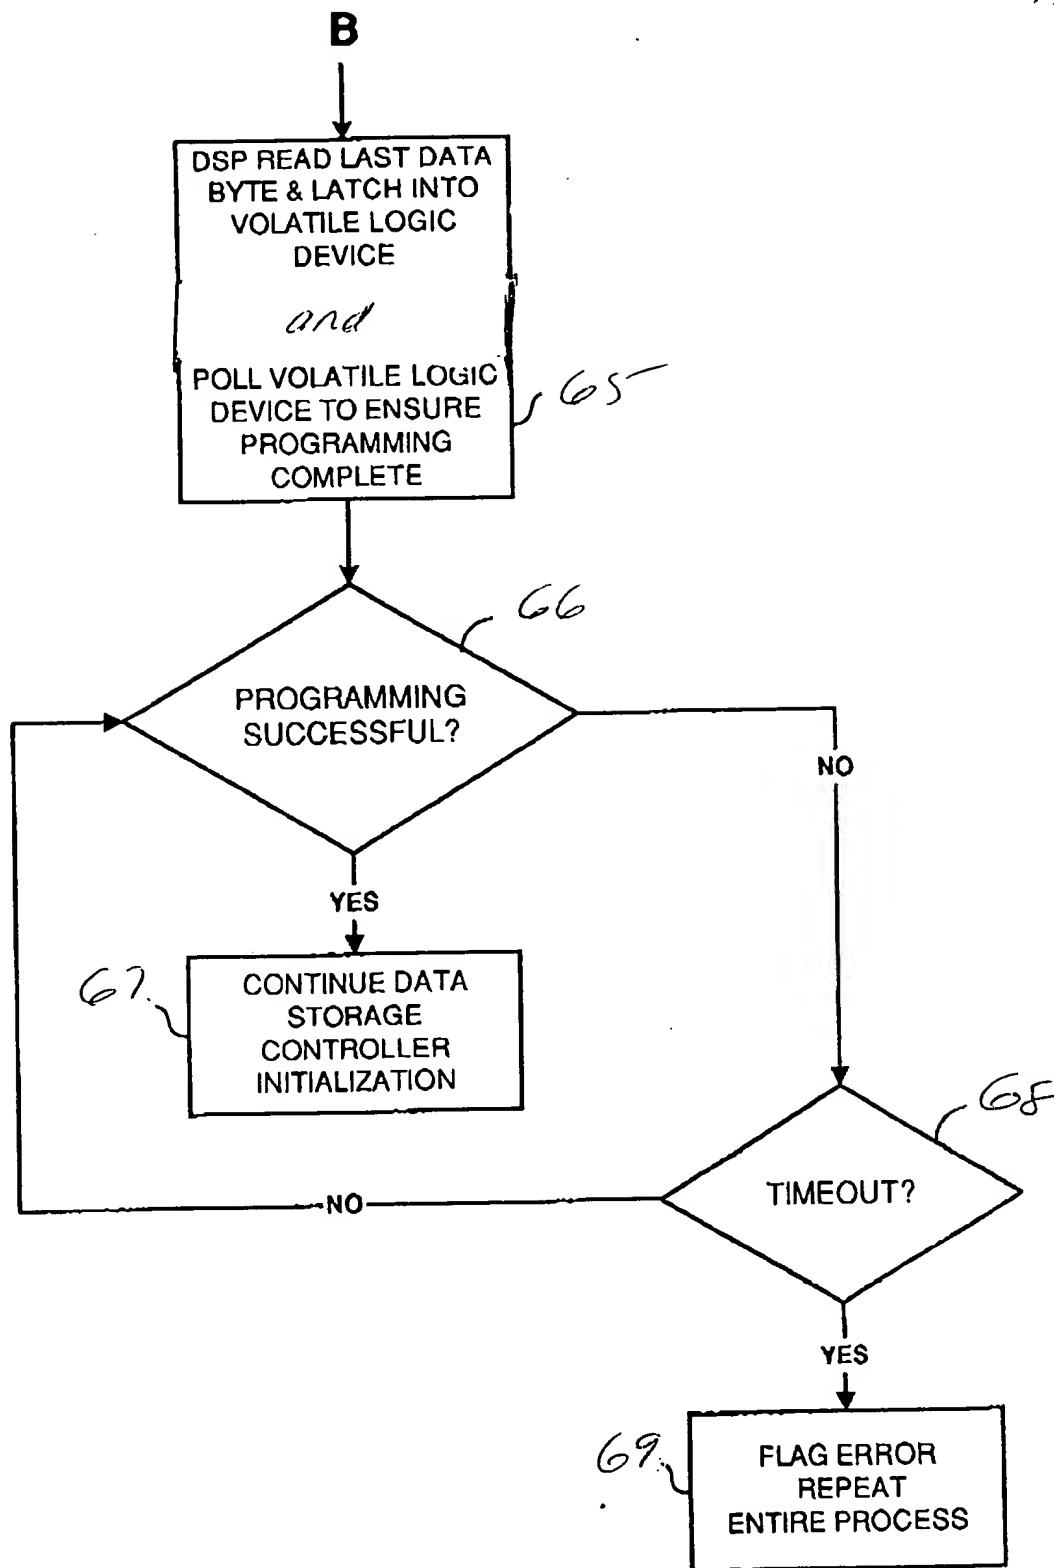 B
DSP READ LAST DATA
BYTE & LATCH INTO
VOLATILE LOGIC
DEVICE
and
POLL VOLATILE LOGIC
DEVICE TO ENSURE
PROGRAMMING
COMPLETE
65
66
PROGRAMMING
SUCCESSFUL?
NO
YES
67
CONTINUE DATA
STORAGE
CONTROLLER
INITIALIZATION
68
TIMEOUT?
NO
YES
69
FLAG ERROR
REPEAT
ENTIRE PROCESS